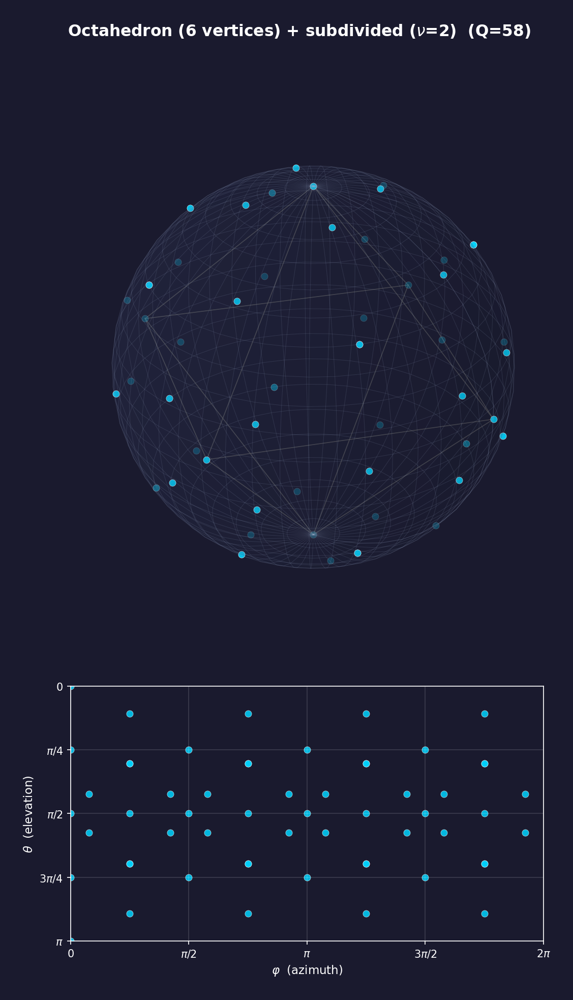 Octahedron (6 vertices) + subdivided (ν=2)  (Q=58)
0
π/4
π/2
3π/4
π
θ (elevation)
0
π/2
π
3π/2
2π
φ (azimuth)